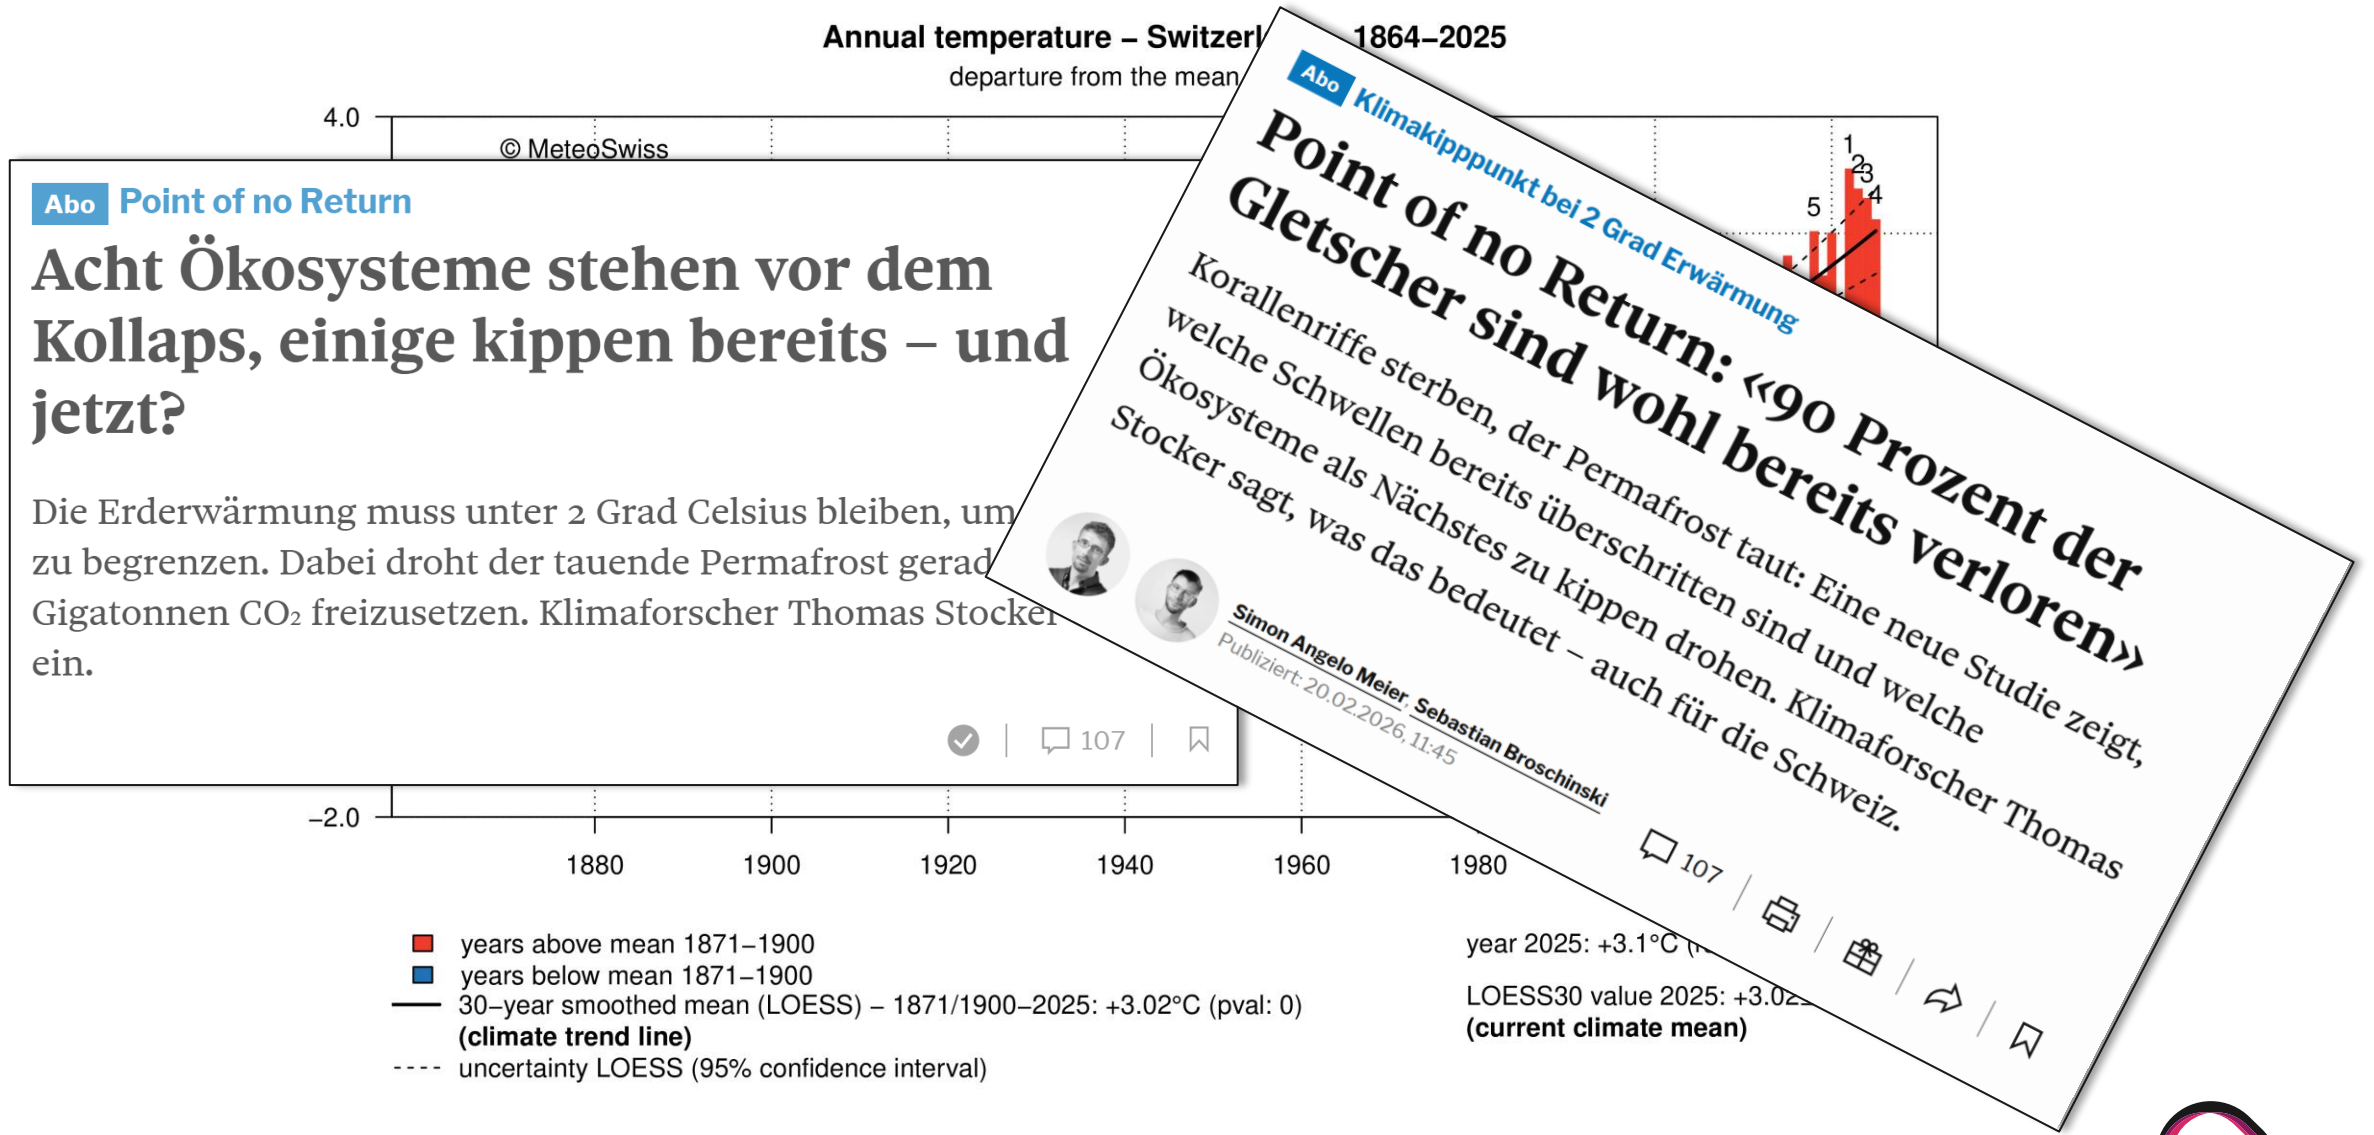 Annual temperature – Switzerl 1864–2025
departure from the mean
4.0
© MeteoSwiss
1
2
3
4
5
Abo Point of no Return
Acht Ökosysteme stehen vor dem
Kollaps, einige kippen bereits – und
jetzt?
Die Erderwärmung muss unter 2 Grad Celsius bleiben, um
zu begrenzen. Dabei droht der tauende Permafrost gerad
Gigatonnen CO₂ freizusetzen. Klimaforscher Thomas Stocker
ein.
107
Abo Klimakipppunkt bei 2 Grad Erwärmung
Point of no Return: «90 Prozent der
Gletscher sind wohl bereits verloren»
Korallenriffe sterben, der Permafrost taut: Eine neue Studie zeigt,
welche Schwellen bereits überschritten sind und welche
Ökosysteme als Nächstes zu kippen drohen. Klimaforscher Thomas
Stocker sagt, was das bedeutet – auch für die Schweiz.
Simon Angelo Meier, Sebastian Broschinski
Publiziert: 20.02.2026, 11:45
107
–2.0
1880 1900 1920 1940 1960 1980
years above mean 1871–1900
years below mean 1871–1900
30–year smoothed mean (LOESS) – 1871/1900–2025: +3.02°C (pval: 0)
(climate trend line)
uncertainty LOESS (95% confidence interval)
year 2025: +3.1°C
LOESS30 value 2025: +3.02
(current climate mean)